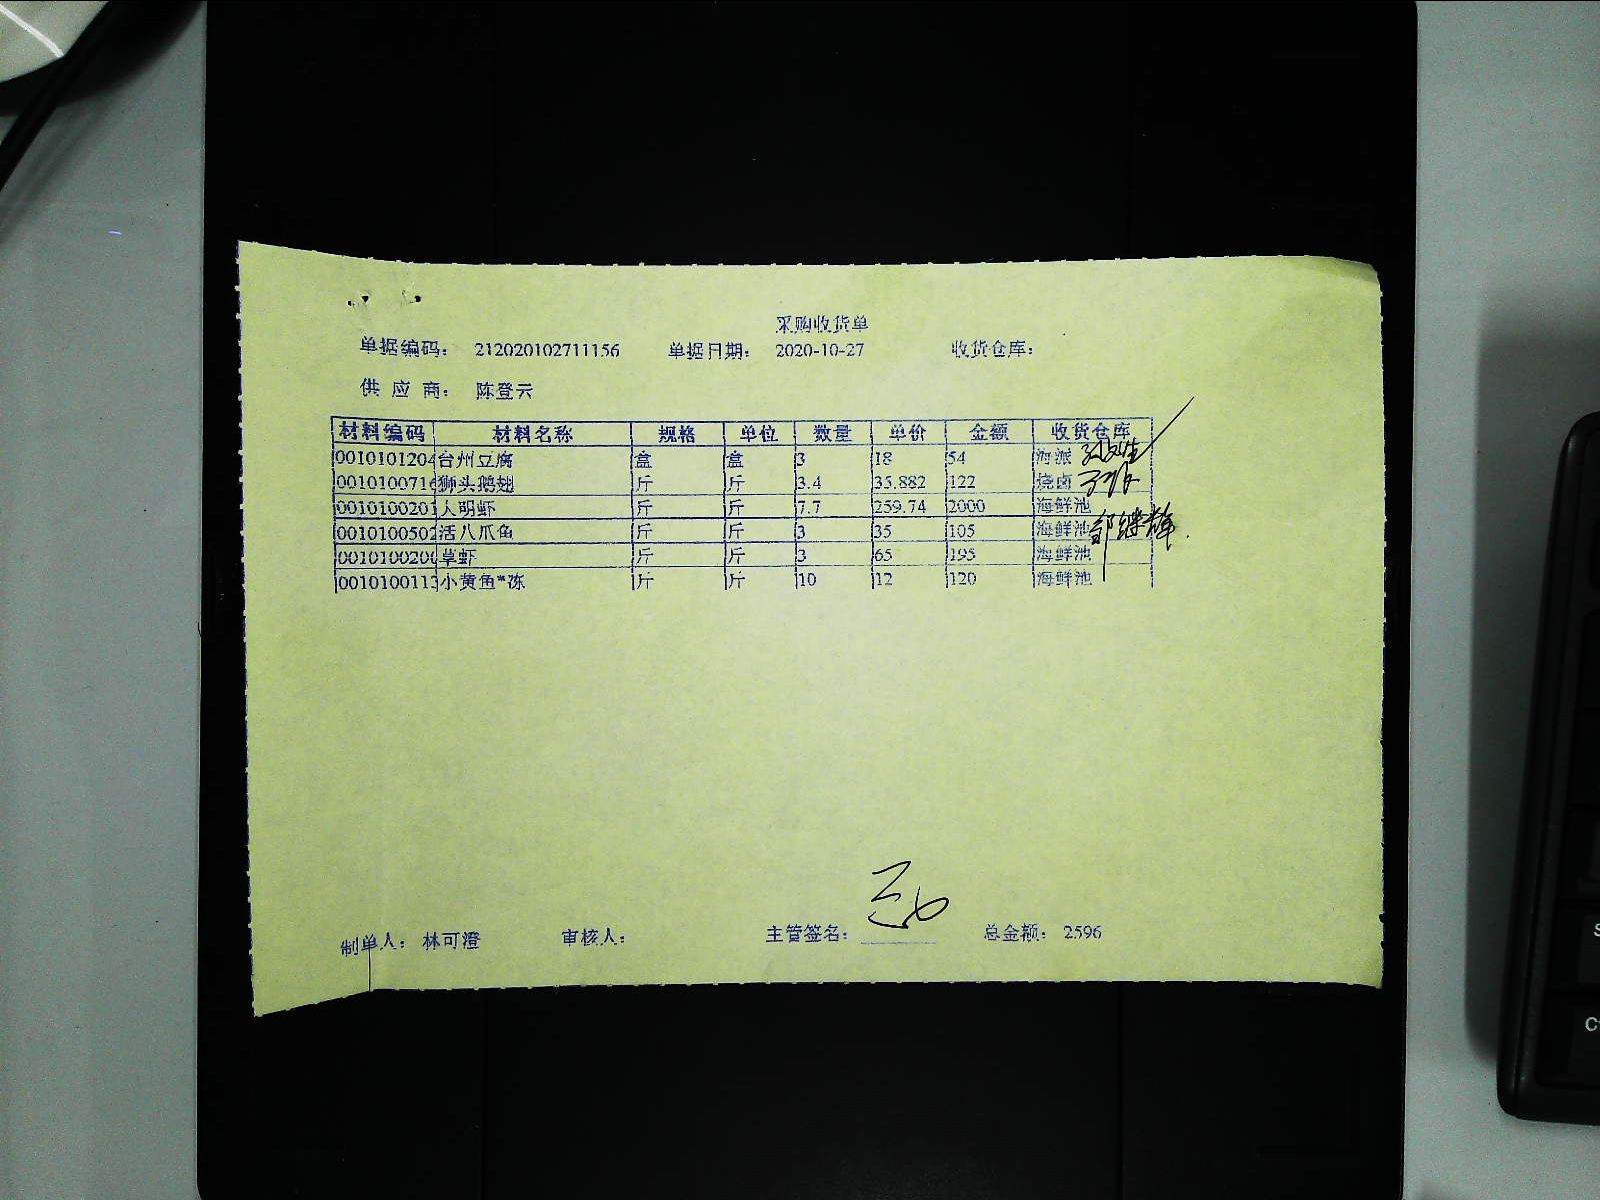 采购收货单
单据编码： 212020102711156 单据日期： 2020-10-27 收货仓库：
供 应 商： 陈登云
材料编码 材料名称 规格 单位 数量 单价 金额 收货仓库
0010101204 台州豆腐 盒 盒 3 18 54 海派
001010071 狮头鹅翅 斤 斤 3.4 35.882 122 烧卤
0010100201 大明虾 斤 斤 7.7 259.74 2000 海鲜池
0010100502 活八爪鱼 斤 斤 3 35 105 海鲜池 邹继辉
001010020 草虾 斤 斤 3 65 195 海鲜池
001010011 小黄鱼*冻 斤 斤 10 12 120 海鲜池
制单人： 林可澄 审核人： 主管签名： 总金额： 2596